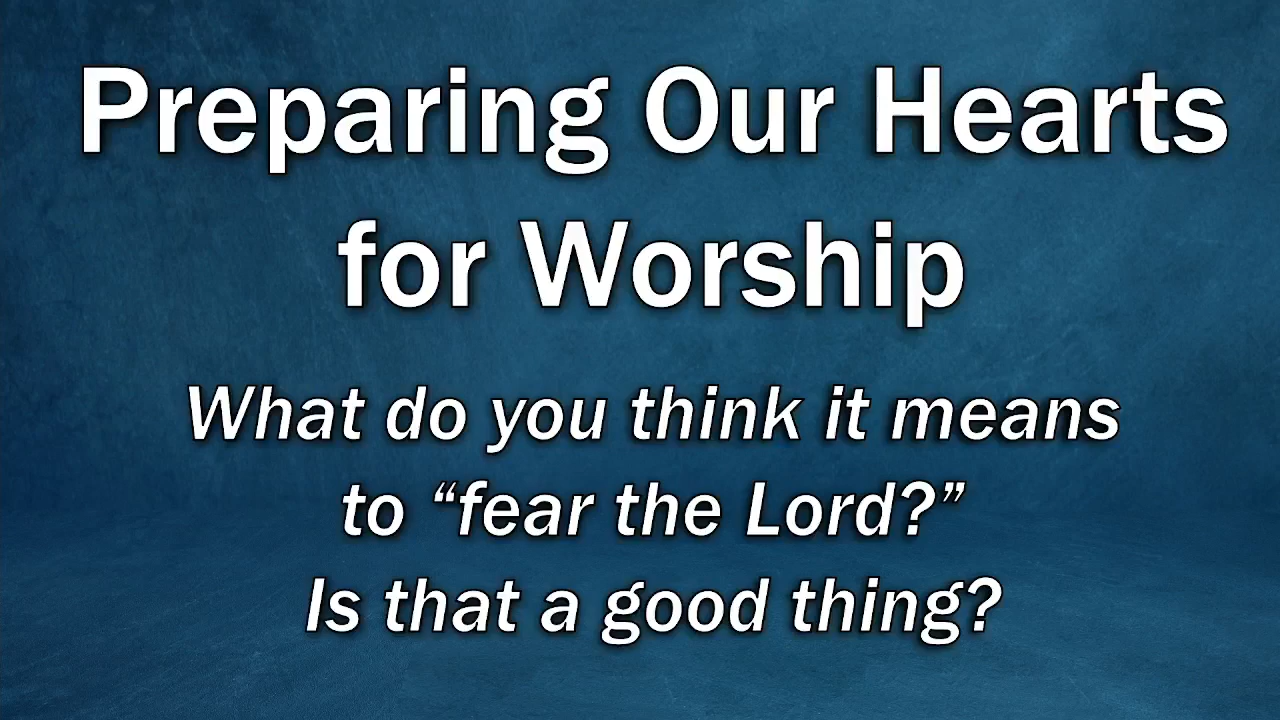 Preparing Our Hearts
for Worship
What do you think it means
to “fear the Lord?”
Is that a good thing?